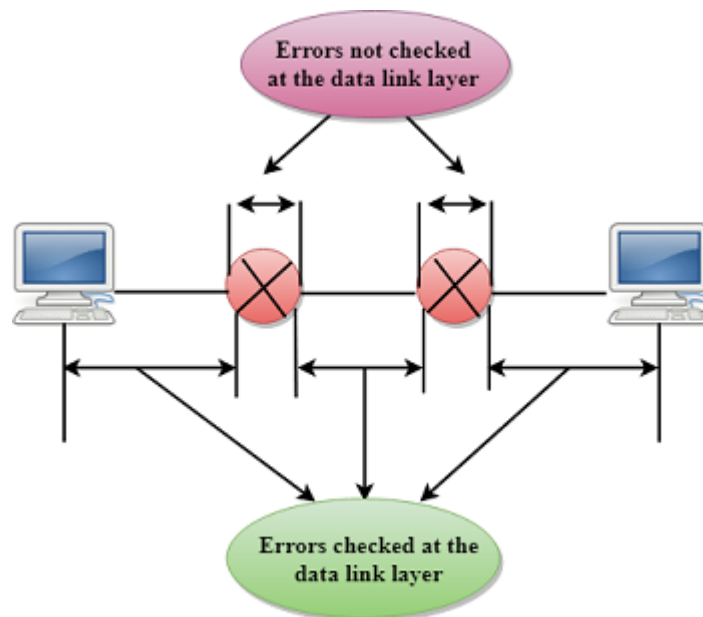 Errors not checked
at the data link layer
Errors checked at the
data link layer